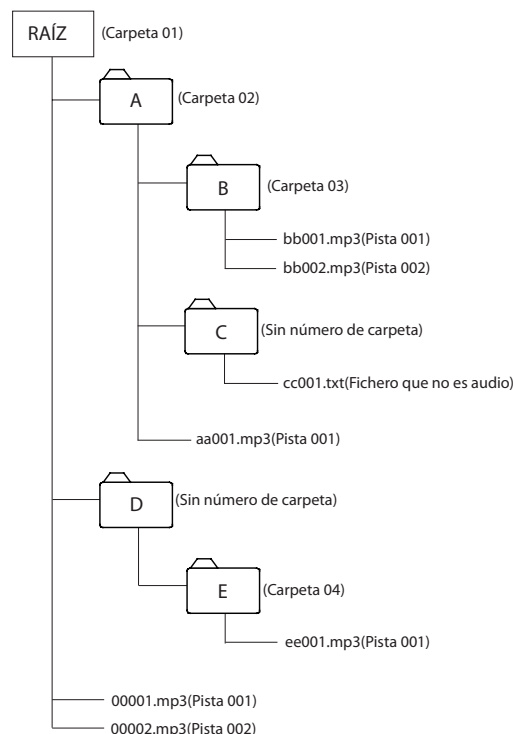 RAÍZ (Carpeta 01)
A (Carpeta 02)
B (Carpeta 03)
bb001.mp3(Pista 001)
bb002.mp3(Pista 002)
C (Sin número de carpeta)
cc001.txt(Fichero que no es audio)
aa001.mp3(Pista 001)
D (Sin número de carpeta)
E (Carpeta 04)
ee001.mp3(Pista 001)
00001.mp3(Pista 001)
00002.mp3(Pista 002)